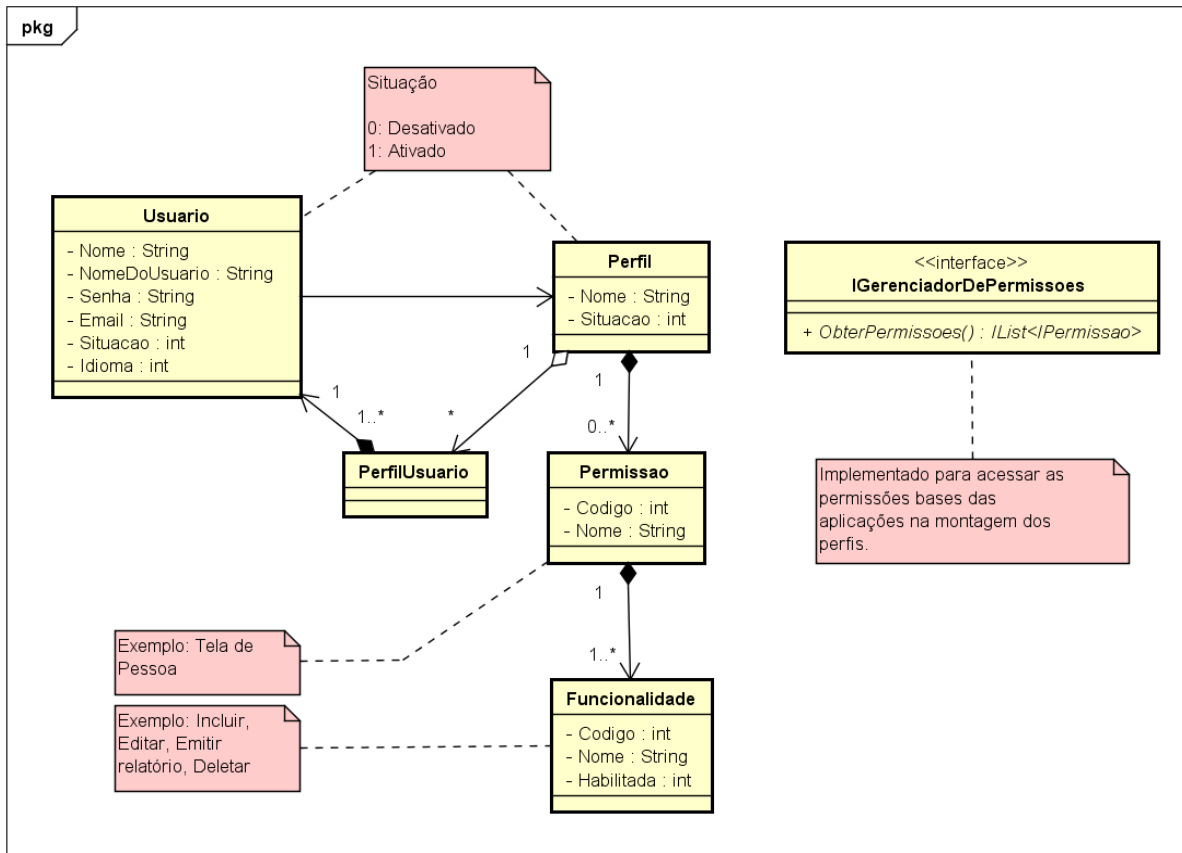 pkg
Situação
0: Desativado
1: Ativado
Usuario
- Nome : String
- NomeDoUsuario : String
- Senha : String
- Email : String
- Situacao : int
- Idioma : int
Perfil
- Nome : String
- Situacao : int
<<interface>>
IGerenciadorDePermissoes
+ ObterPermissoes() : IList<IPermissao>
1
1..*
*
1
1
0..*
PerfilUsuario
Permissao
- Codigo : int
- Nome : String
Implementado para acessar as
permissões bases das
aplicações na montagem dos
perfis.
1
1..*
Exemplo: Tela de
Pessoa
Exemplo: Incluir,
Editar, Emitir
relatório, Deletar
Funcionalidade
- Codigo : int
- Nome : String
- Habilitada : int